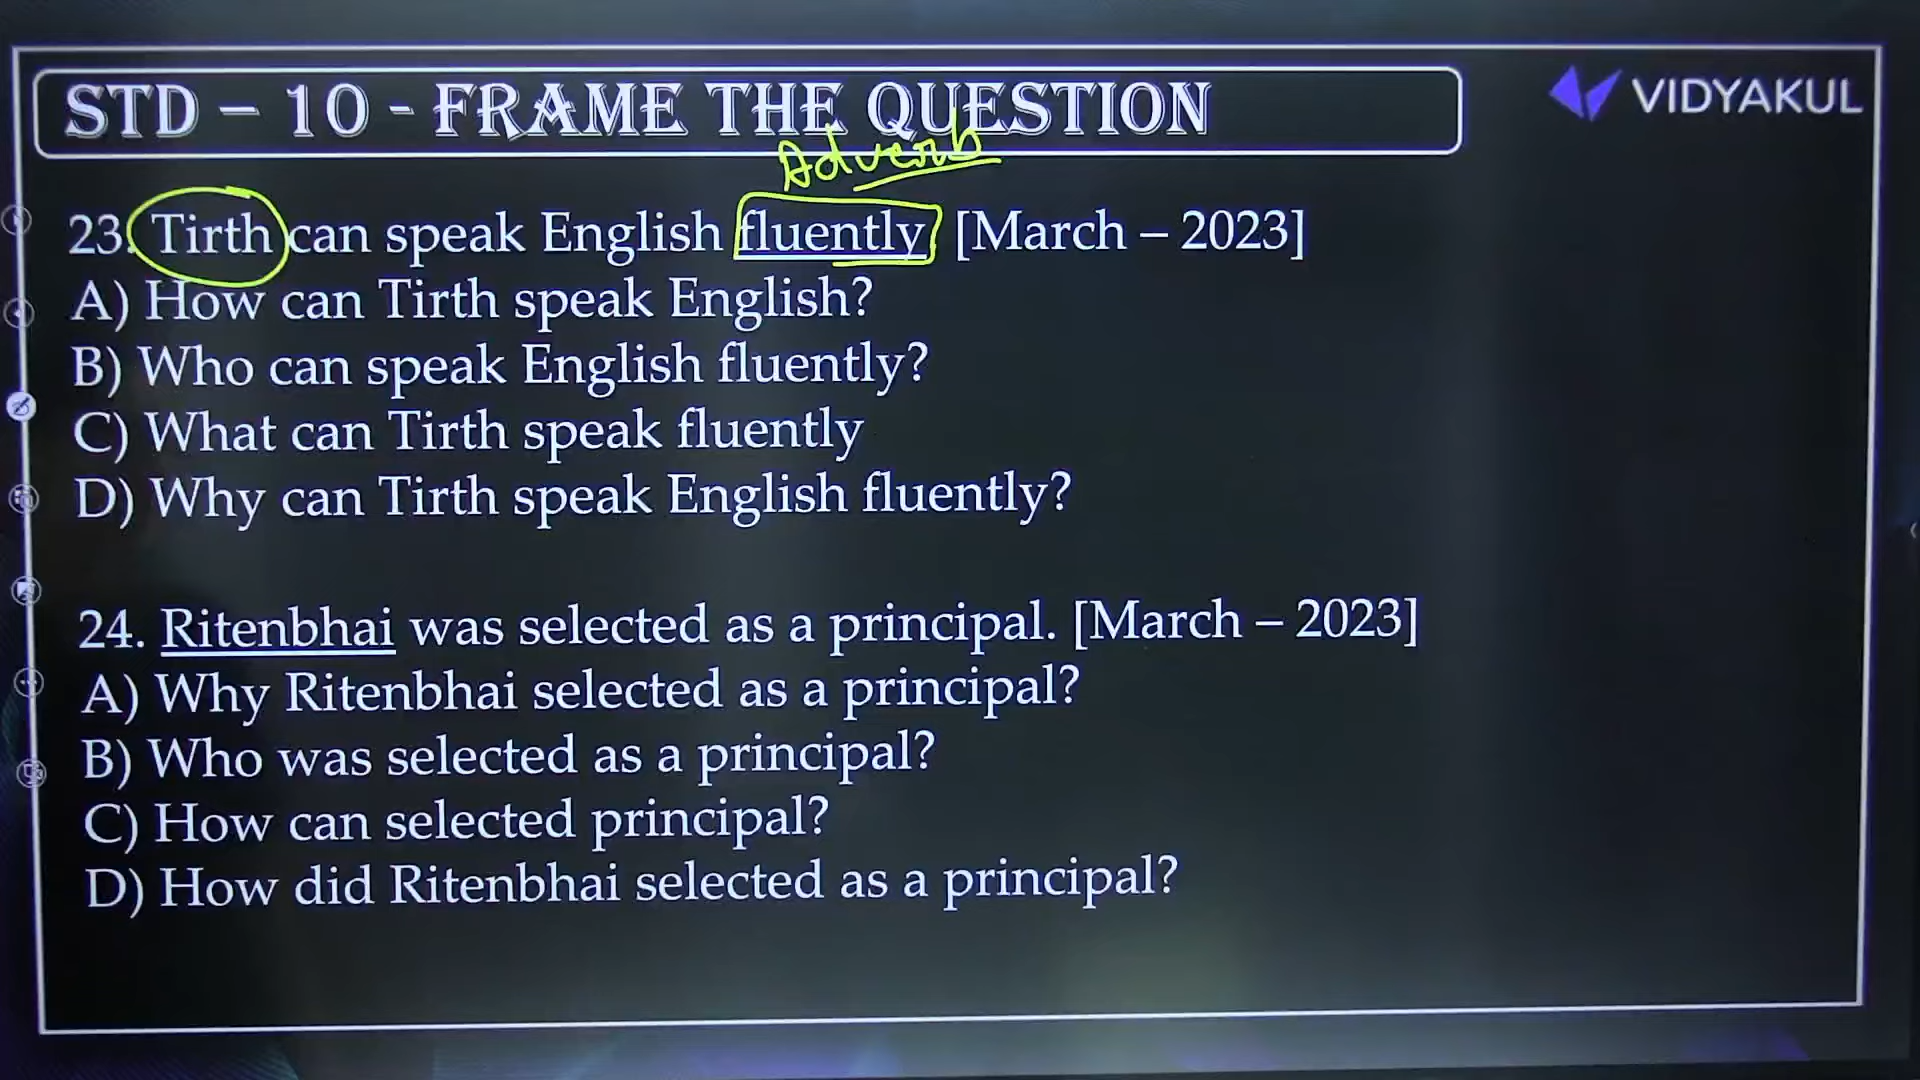 STD – 10 - FRAME THE QUESTION
VIDYAKUL
Adverb
23. Tirth can speak English fluently [March – 2023]
A) How can Tirth speak English?
B) Who can speak English fluently?
C) What can Tirth speak fluently
D) Why can Tirth speak English fluently?
24. Ritenbhai was selected as a principal. [March – 2023]
A) Why Ritenbhai selected as a principal?
B) Who was selected as a principal?
C) How can selected principal?
D) How did Ritenbhai selected as a principal?